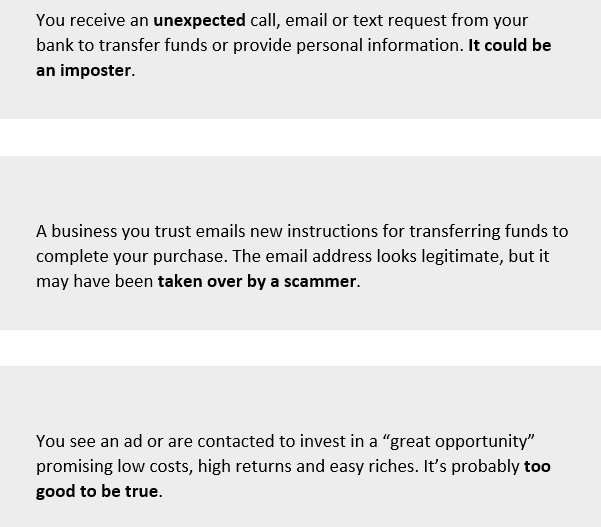 You receive an unexpected call, email or text request from your
bank to transfer funds or provide personal information. It could be
an imposter.
A business you trust emails new instructions for transferring funds to
complete your purchase. The email address looks legitimate, but it
may have been taken over by a scammer.
You see an ad or are contacted to invest in a “great opportunity”
promising low costs, high returns and easy riches. It’s probably too
good to be true.